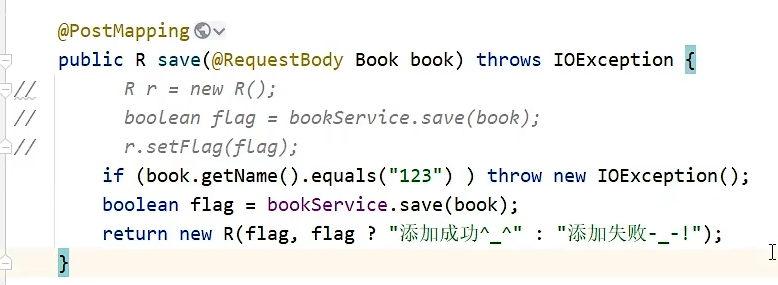 @PostMapping
public R save(@RequestBody Book book) throws IOException {
//        R r = new R();
//        boolean flag = bookService.save(book);
//        r.setFlag(flag);
    if (book.getName().equals("123") ) throw new IOException();
    boolean flag = bookService.save(book);
    return new R(flag, flag ? "添加成功^_^" : "添加失败-_-!");
}